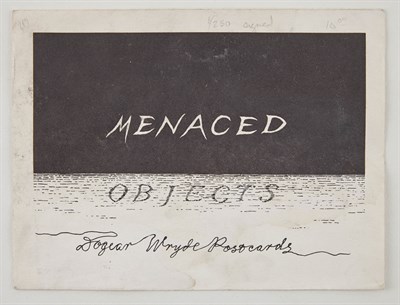 MENACED
OBJECTS
Dogear Wryde Postcards